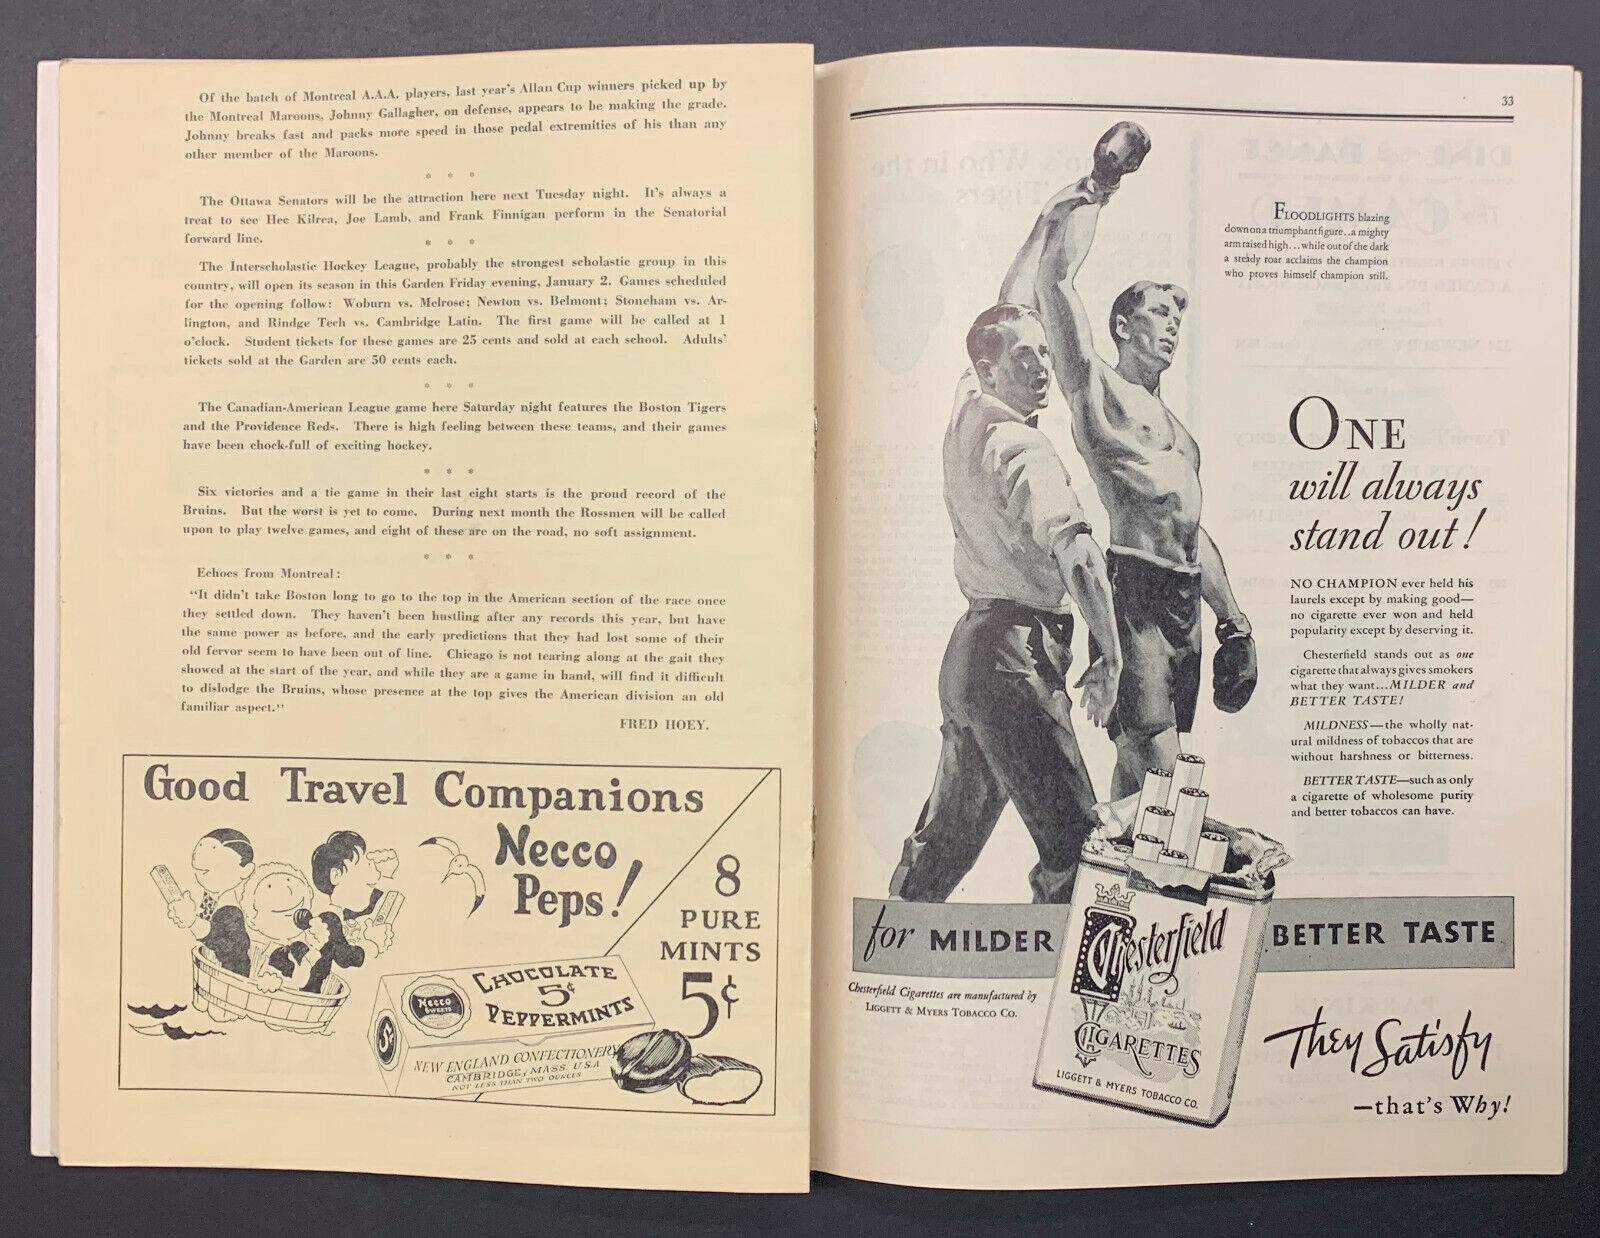 Of the batch of Montreal A.A.A. players, last year's Allan Cup winners picked up by
the Montreal Maroons, Johnny Gallagher, on defense, appears to be making the grade.
Johnny breaks fast and packs more speed in those pedal extremities of his than any
other member of the Maroons.
* * *
The Ottawa Senators will be the attraction here next Tuesday night. It's always a
treat to see Hec Kilrea, Joe Lamb, and Frank Finnigan perform in the Senatorial
forward line.
* * *
The Interscholastic Hockey League, probably the strongest scholastic group in this
country, will open its season in this Garden Friday evening, January 2. Games scheduled
for the opening follow: Woburn vs. Melrose; Newton vs. Belmont; Stoneham vs. Ar-
lington, and Rindge Tech vs. Cambridge Latin. The first game will be called at 1
o'clock. Student tickets for these games are 25 cents and sold at each school. Adults'
tickets sold at the Garden are 50 cents each.
* * *
The Canadian-American League game here Saturday night features the Boston Tigers
and the Providence Reds. There is high feeling between these teams, and their games
have been chock-full of exciting hockey.
* * *
Six victories and a tie game in their last eight starts is the proud record of the
Bruins. But the worst is yet to come. During next month the Rossmen will be called
upon to play twelve games, and eight of these are on the road, no soft assignment.
* * *
Echoes from Montreal:
"It didn't take Boston long to go to the top in the American section of the race once
they settled down. They haven't been hustling after any records this year, but have
the same power as before, and the early predictions that they had lost some of their
old fervor seem to have been out of line. Chicago is not tearing along at the gait they
showed at the start of the year, and while they are a game in hand, will find it difficult
to dislodge the Bruins, whose presence at the top gives the American division an old
familiar aspect."
FRED HOEY.
Good Travel Companions
Necco
Peps!
8
PURE
MINTS
5¢
CHOCOLATE
5¢
PEPPERMINTS
NECCO
SWEETS
5¢
NEW ENGLAND CONFECTIONERY
CAMBRIDGE, MASS. U.S.A
NOT LESS THAN TWO OUNCES
33
FLOODLIGHTS blazing
down on a triumphant figure..a mighty
arm raised high...while out of the dark
a steady roar acclaims the champion
who proves himself champion still.
ONE
will always
stand out!
NO CHAMPION ever held his
laurels except by making good—
no cigarette ever won and held
popularity except by deserving it.
Chesterfield stands out as one
cigarette that always gives smokers
what they want...MILDER and
BETTER TASTE!
MILDNESS—the wholly nat-
ural mildness of tobaccos that are
without harshness or bitterness.
BETTER TASTE—such as only
a cigarette of wholesome purity
and better tobaccos can have.
for MILDER
BETTER TASTE
Chesterfield
CIGARETTES
LIGGETT & MYERS TOBACCO CO.
Chesterfield Cigarettes are manufactured by
LIGGETT & MYERS TOBACCO CO.
They Satisfy
—that's Why!